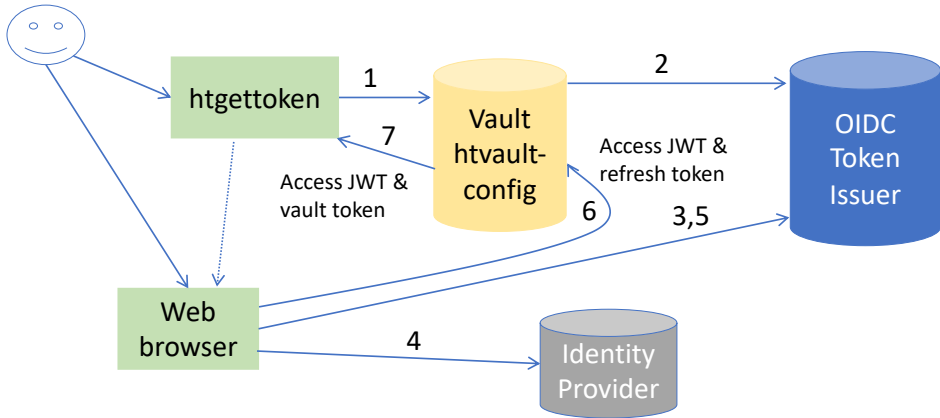 htgettoken
1
2
Vault
htvault-
config
OIDC
Token
Issuer
7
Access JWT &
refresh token
Access JWT &
vault token
6
3,5
Web
browser
4
Identity
Provider